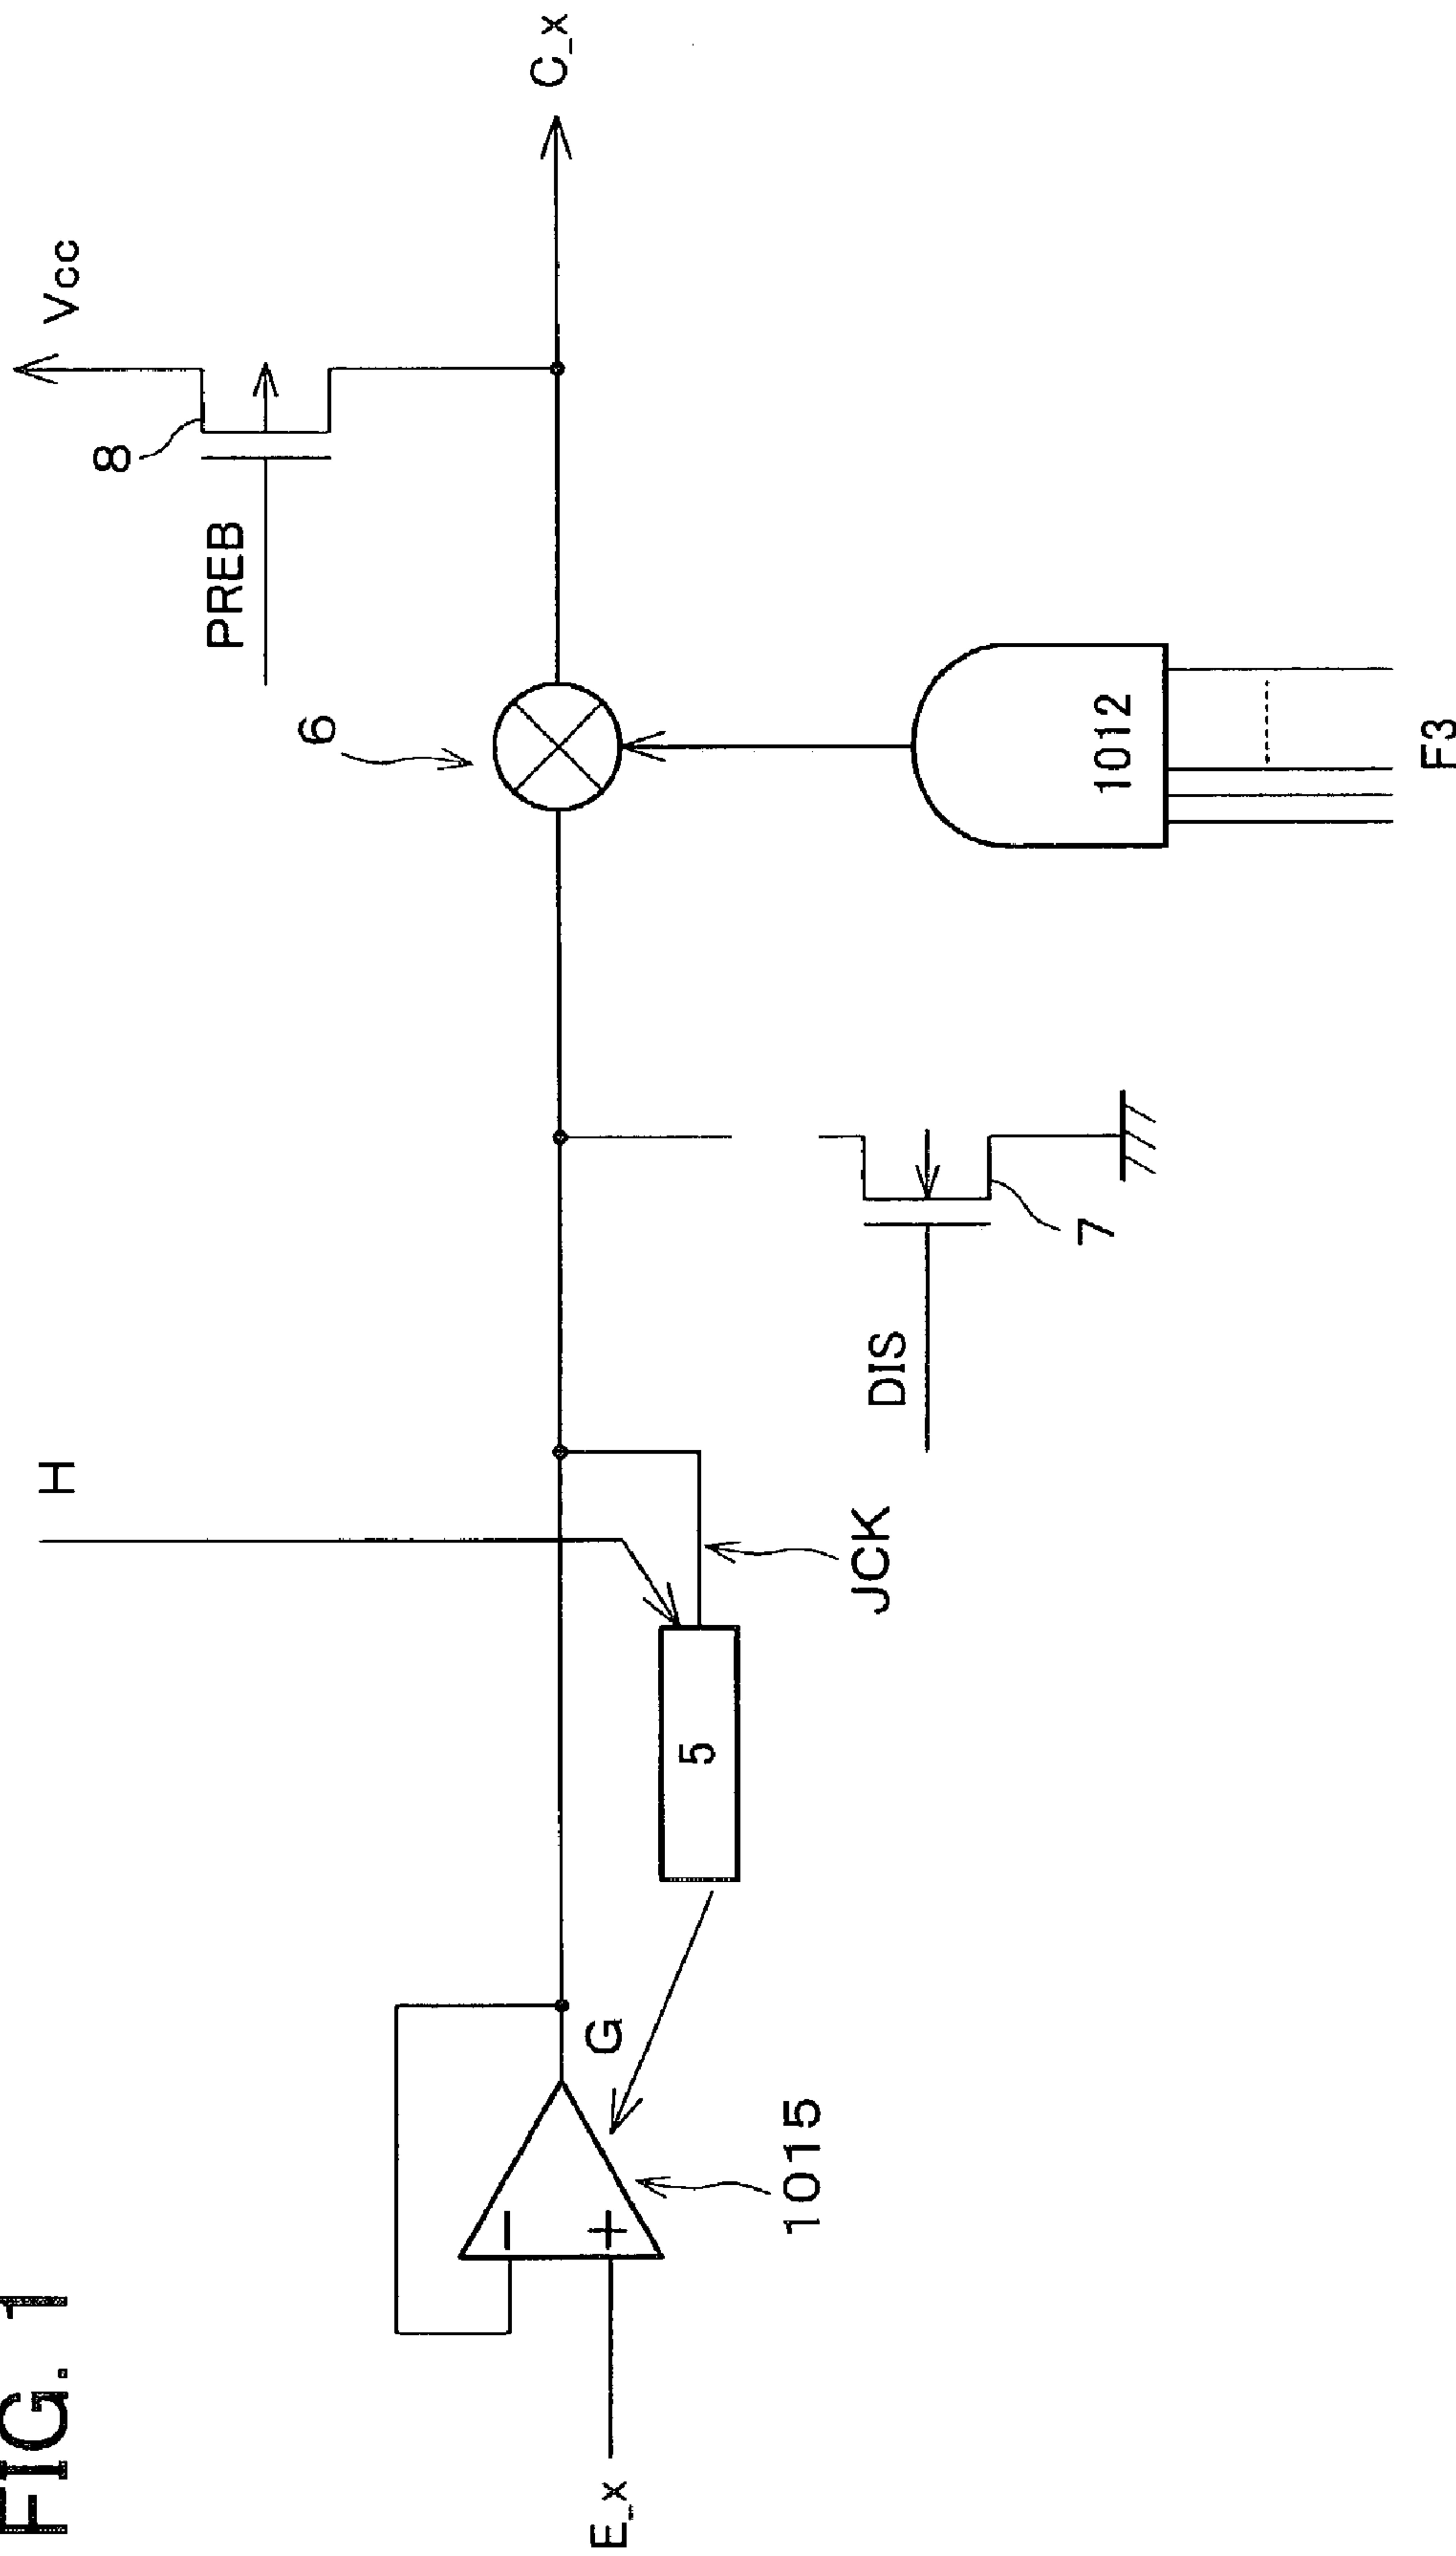 FIG. 1
H
Vcc
8
PREB
6
C_x
E_x
−
+
G
1015
5
JCK
DIS
7
1012
F3